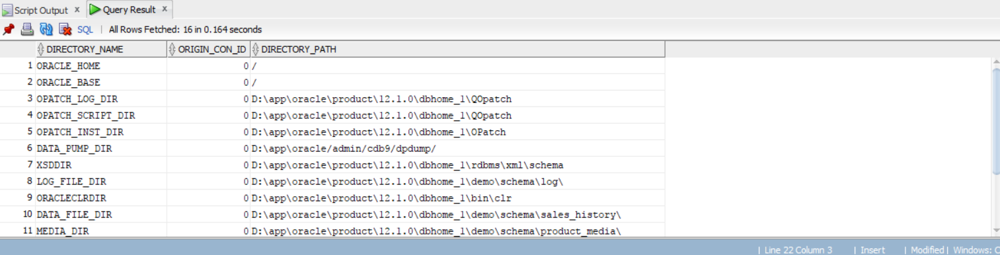 Script Output x Query Result x
SQL | All Rows Fetched: 16 in 0.164 seconds
DIRECTORY_NAME ORIGIN_CON_ID DIRECTORY_PATH
1 ORACLE_HOME 0 /
2 ORACLE_BASE 0 /
3 OPATCH_LOG_DIR 0 D:\app\oracle\product\12.1.0\dbhome_1\QOpatch
4 OPATCH_SCRIPT_DIR 0 D:\app\oracle\product\12.1.0\dbhome_1\QOpatch
5 OPATCH_INST_DIR 0 D:\app\oracle\product\12.1.0\dbhome_1\OPatch
6 DATA_PUMP_DIR 0 D:\app\oracle/admin/cdb9/dpdump/
7 XSDDIR 0 D:\app\oracle\product\12.1.0\dbhome_1\rdbms\xml\schema
8 LOG_FILE_DIR 0 D:\app\oracle\product\12.1.0\dbhome_1\demo\schema\log\
9 ORACLECLRDIR 0 D:\app\oracle\product\12.1.0\dbhome_1\bin\clr
10 DATA_FILE_DIR 0 D:\app\oracle\product\12.1.0\dbhome_1\demo\schema\sales_history\
11 MEDIA_DIR 0 D:\app\oracle\product\12.1.0\dbhome_1\demo\schema\product_media\
| Line 22 Column 3 | Insert | Modified | Windows: C